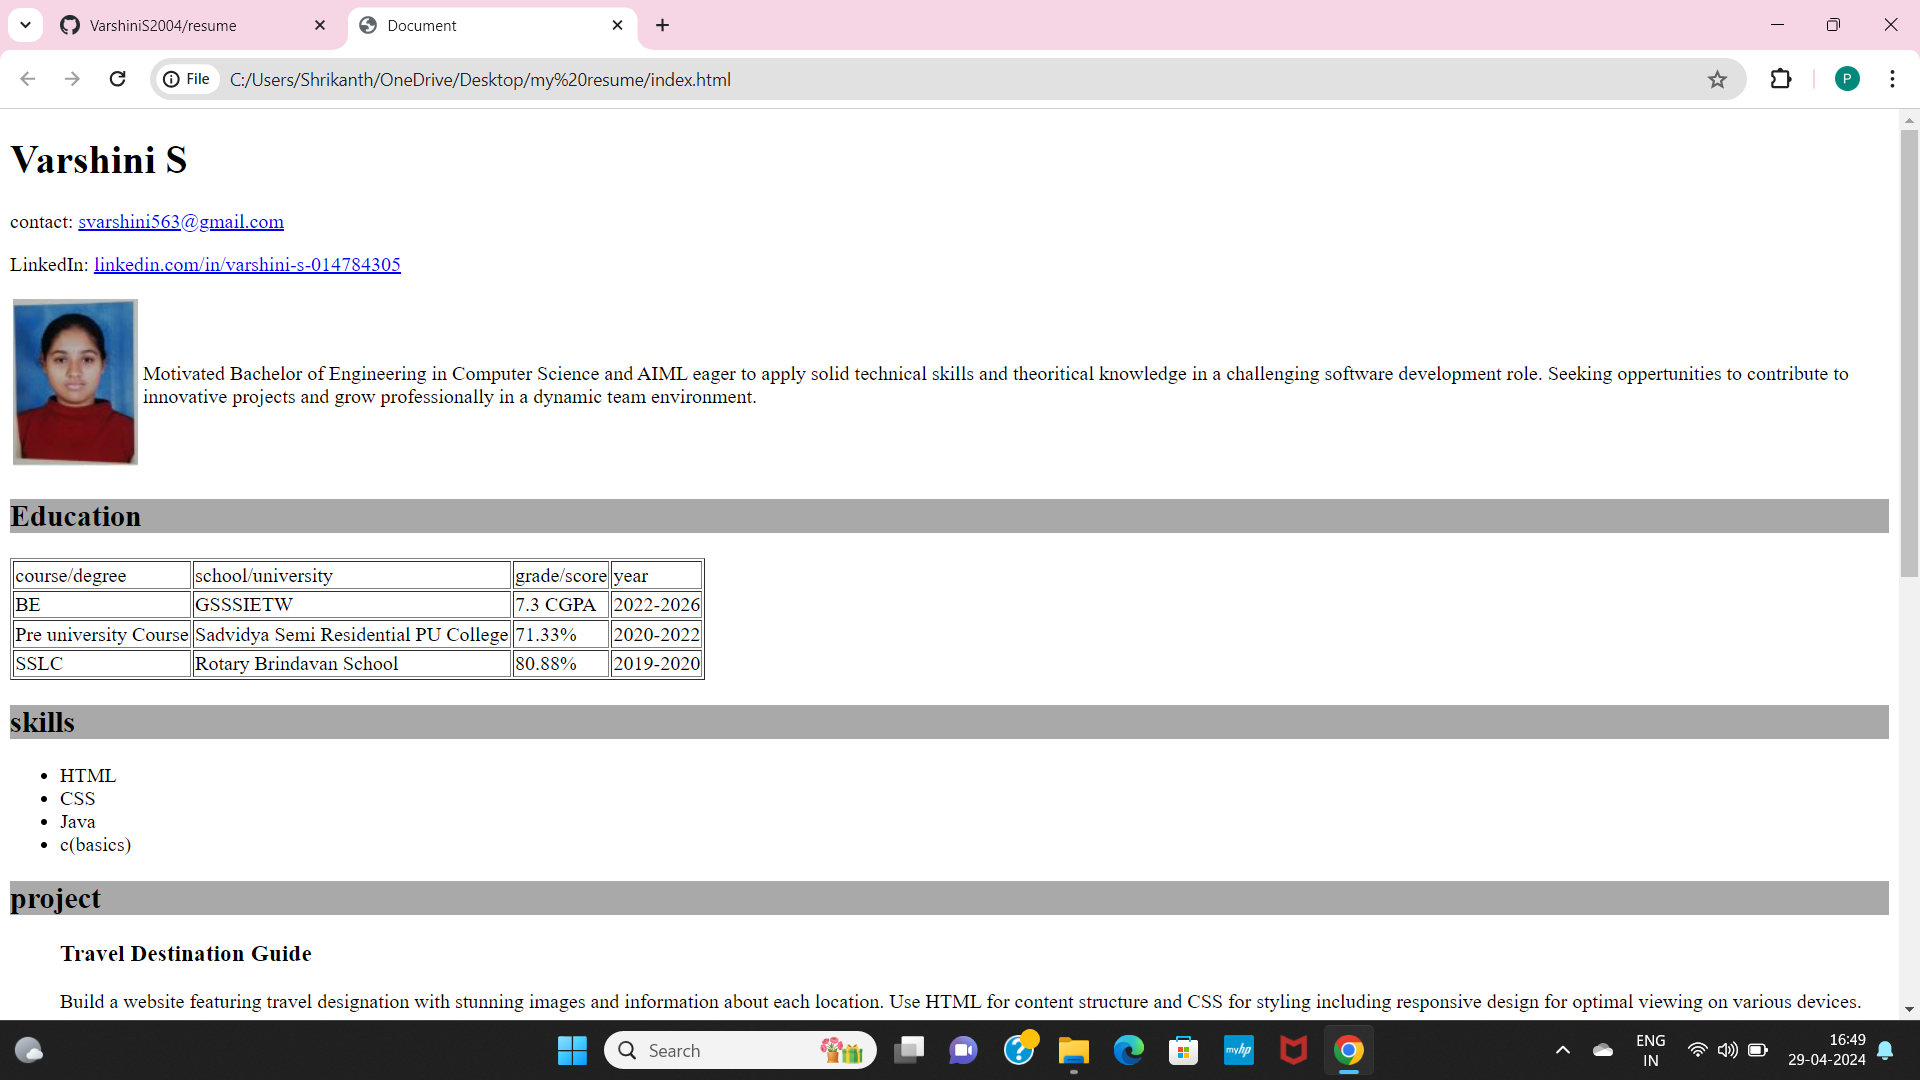 VarshiniS2004/resume
Document
File
C:/Users/Shrikanth/OneDrive/Desktop/my%20resume/index.html
P
Varshini S
contact: svarshini563@gmail.com
LinkedIn: linkedin.com/in/varshini-s-014784305
Motivated Bachelor of Engineering in Computer Science and AIML eager to apply solid technical skills and theoritical knowledge in a challenging software development role. Seeking oppertunities to contribute to
innovative projects and grow professionally in a dynamic team environment.
Education
course/degree school/university grade/score year
BE GSSSIETW 7.3 CGPA 2022-2026
Pre university Course Sadvidya Semi Residential PU College 71.33% 2020-2022
SSLC Rotary Brindavan School 80.88% 2019-2020
skills
• HTML
• CSS
• Java
• c(basics)
project
Travel Destination Guide
Build a website featuring travel designation with stunning images and information about each location. Use HTML for content structure and CSS for styling including responsive design for optimal viewing on various devices.
Search
myhp
ENG
IN
16:49
29-04-2024